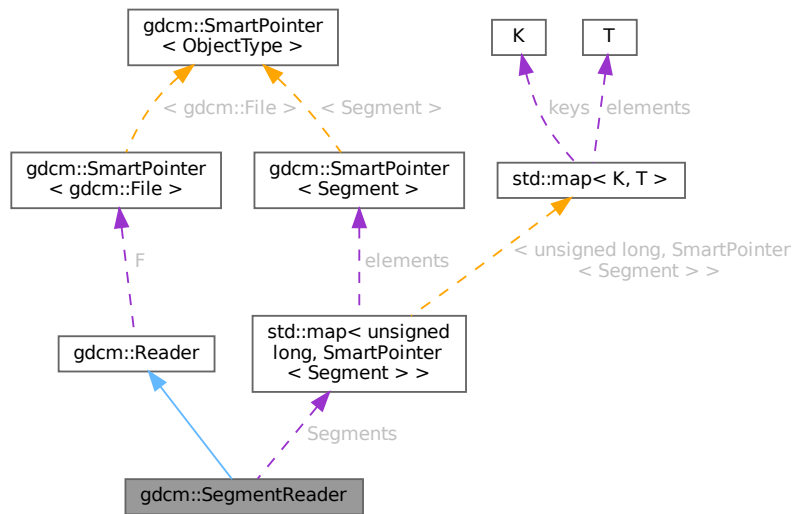 gdcm::SmartPointer
< ObjectType >
K
T
< gdcm::File >
< Segment >
keys
elements
gdcm::SmartPointer
< gdcm::File >
gdcm::SmartPointer
< Segment >
std::map< K, T >
F
elements
< unsigned long, SmartPointer
< Segment > >
gdcm::Reader
std::map< unsigned
long, SmartPointer
< Segment > >
Segments
gdcm::SegmentReader